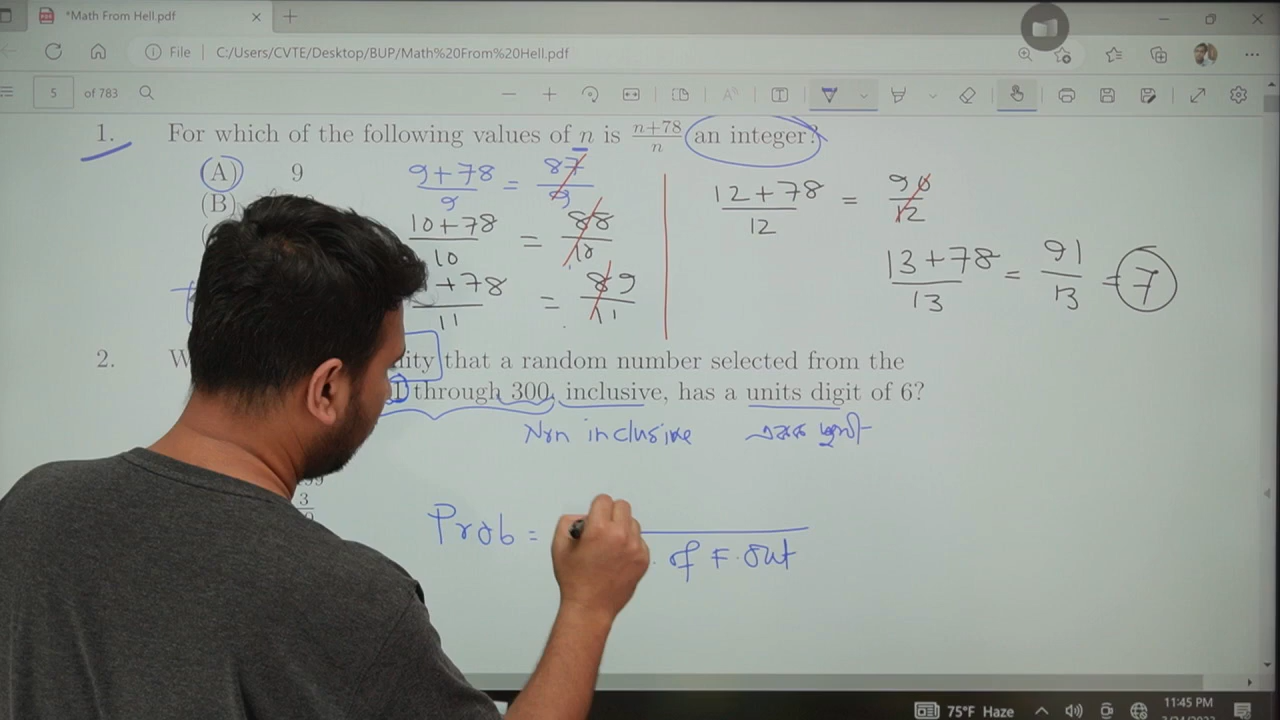 *Math From Hell.pdf
File C:/Users/CVTE/Desktop/BUP/Math%20From%20Hell.pdf
5 of 783
1. For which of the following values of n is n+78/n an integer?
(A) 9 9+78/9 = 87/9
(B)
10+78/10 = 88/10
+78/11 = 89/11
12+78/12 = 90/12
13+78/13 = 91/13 = 7
2. that a random number selected from the
1 through 300, inclusive, has a units digit of 6?
Non inclusive একক
Prob =
of F. out
75°F Haze 11:45 PM